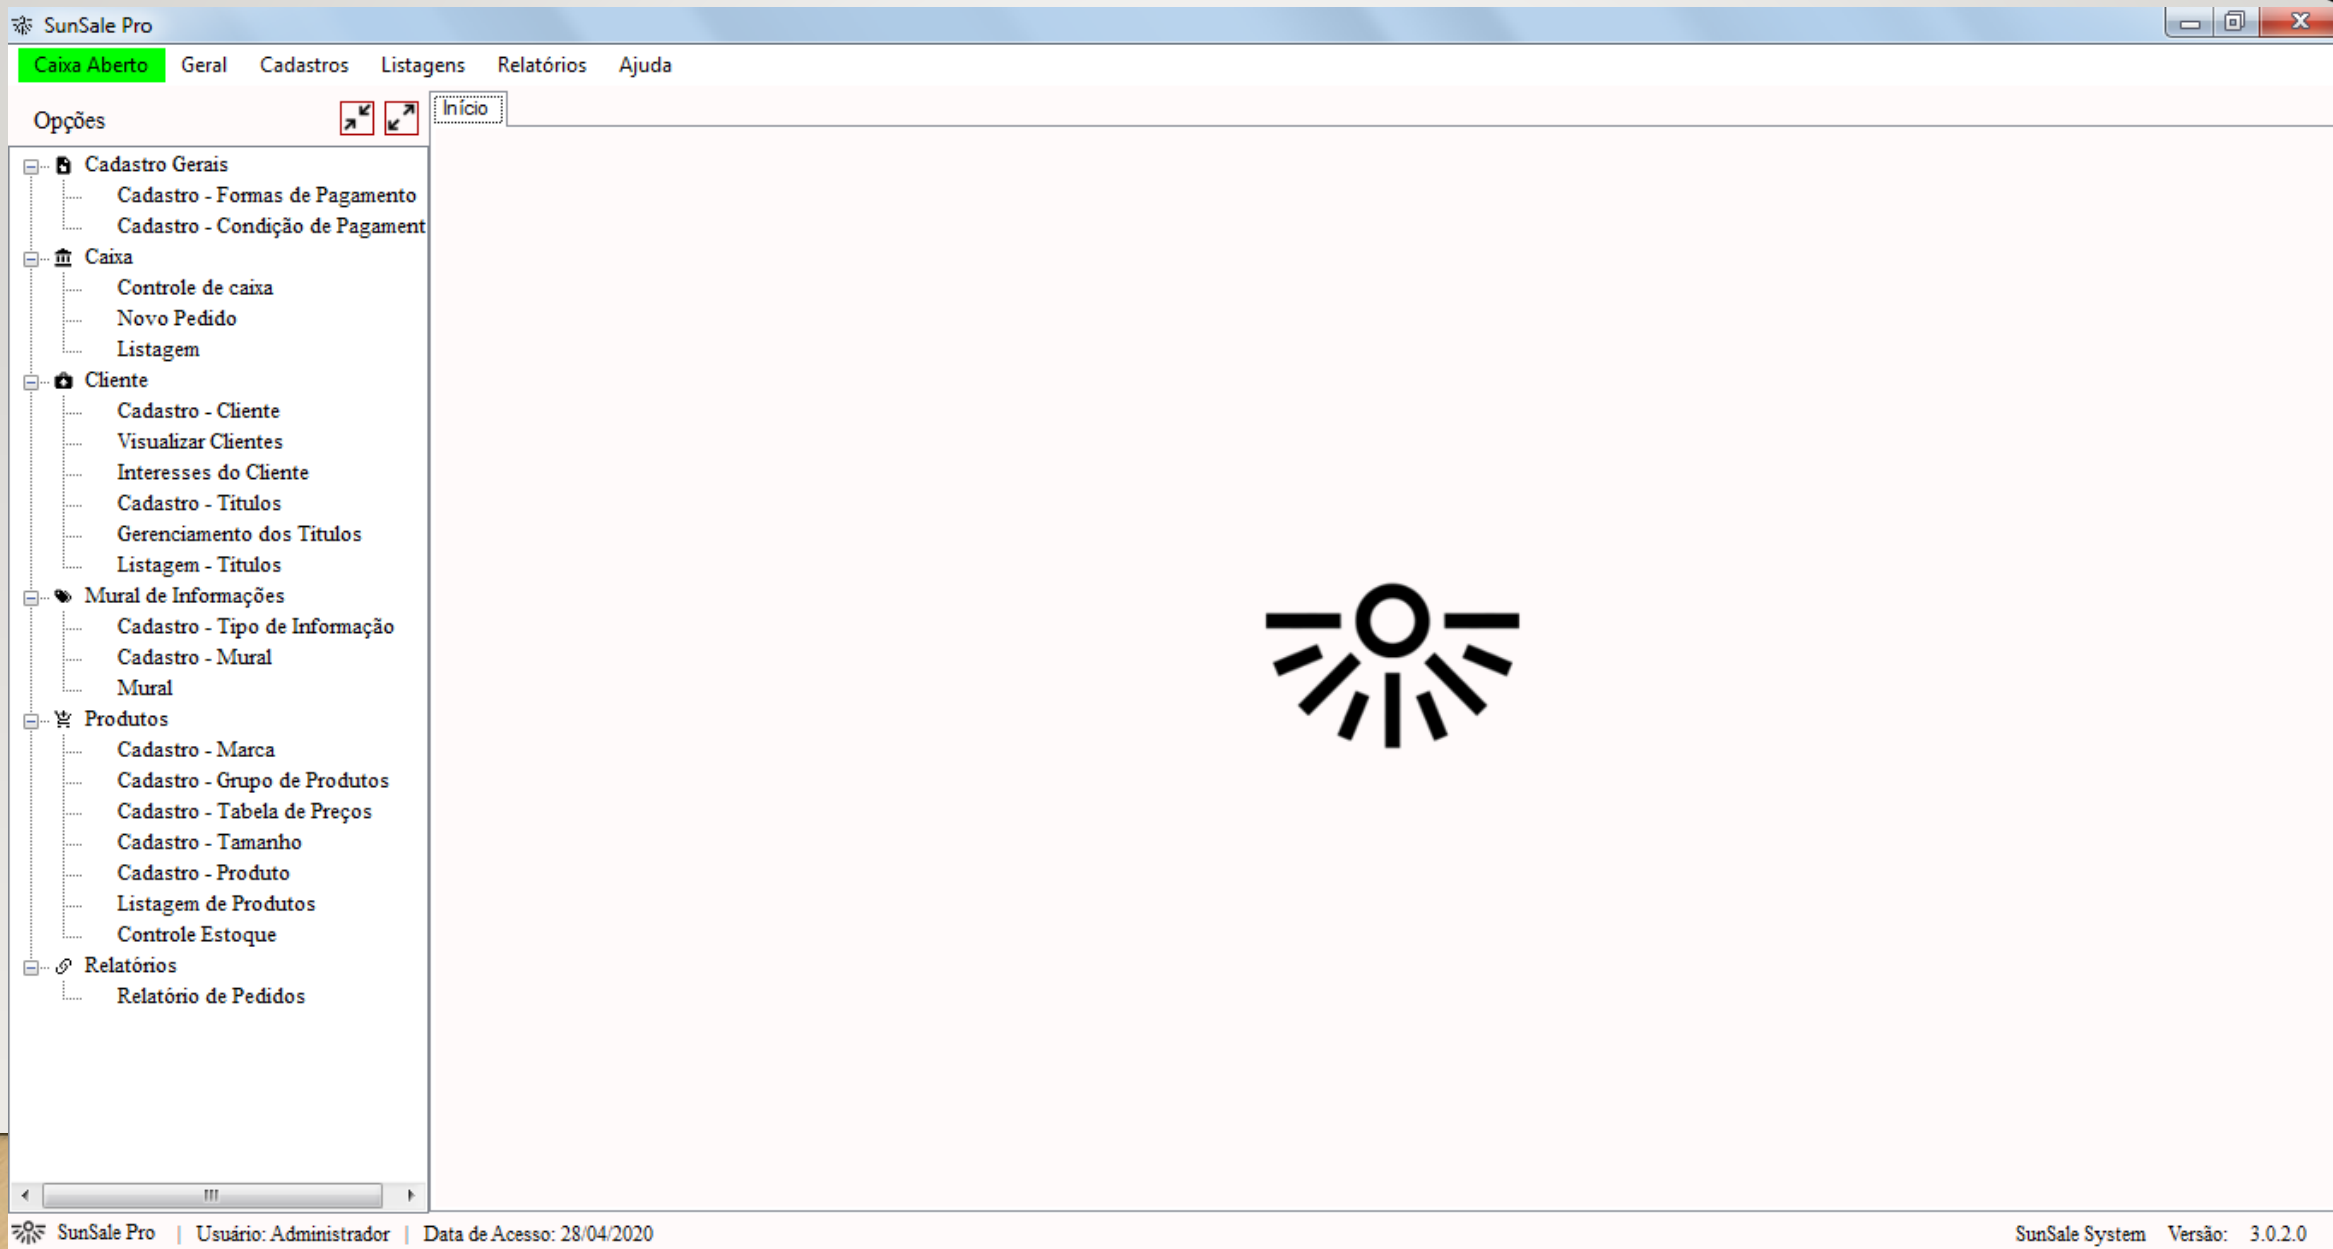 SunSale Pro
Caixa Aberto Geral Cadastros Listagens Relatórios Ajuda
Opções
Início
Cadastro Gerais
Cadastro - Formas de Pagamento
Cadastro - Condição de Pagament
Caixa
Controle de caixa
Novo Pedido
Listagem
Cliente
Cadastro - Cliente
Visualizar Clientes
Interesses do Cliente
Cadastro - Títulos
Gerenciamento dos Títulos
Listagem - Títulos
Mural de Informações
Cadastro - Tipo de Informação
Cadastro - Mural
Mural
Produtos
Cadastro - Marca
Cadastro - Grupo de Produtos
Cadastro - Tabela de Preços
Cadastro - Tamanho
Cadastro - Produto
Listagem de Produtos
Controle Estoque
Relatórios
Relatório de Pedidos
SunSale Pro | Usuário: Administrador | Data de Acesso: 28/04/2020 SunSale System Versão: 3.0.2.0